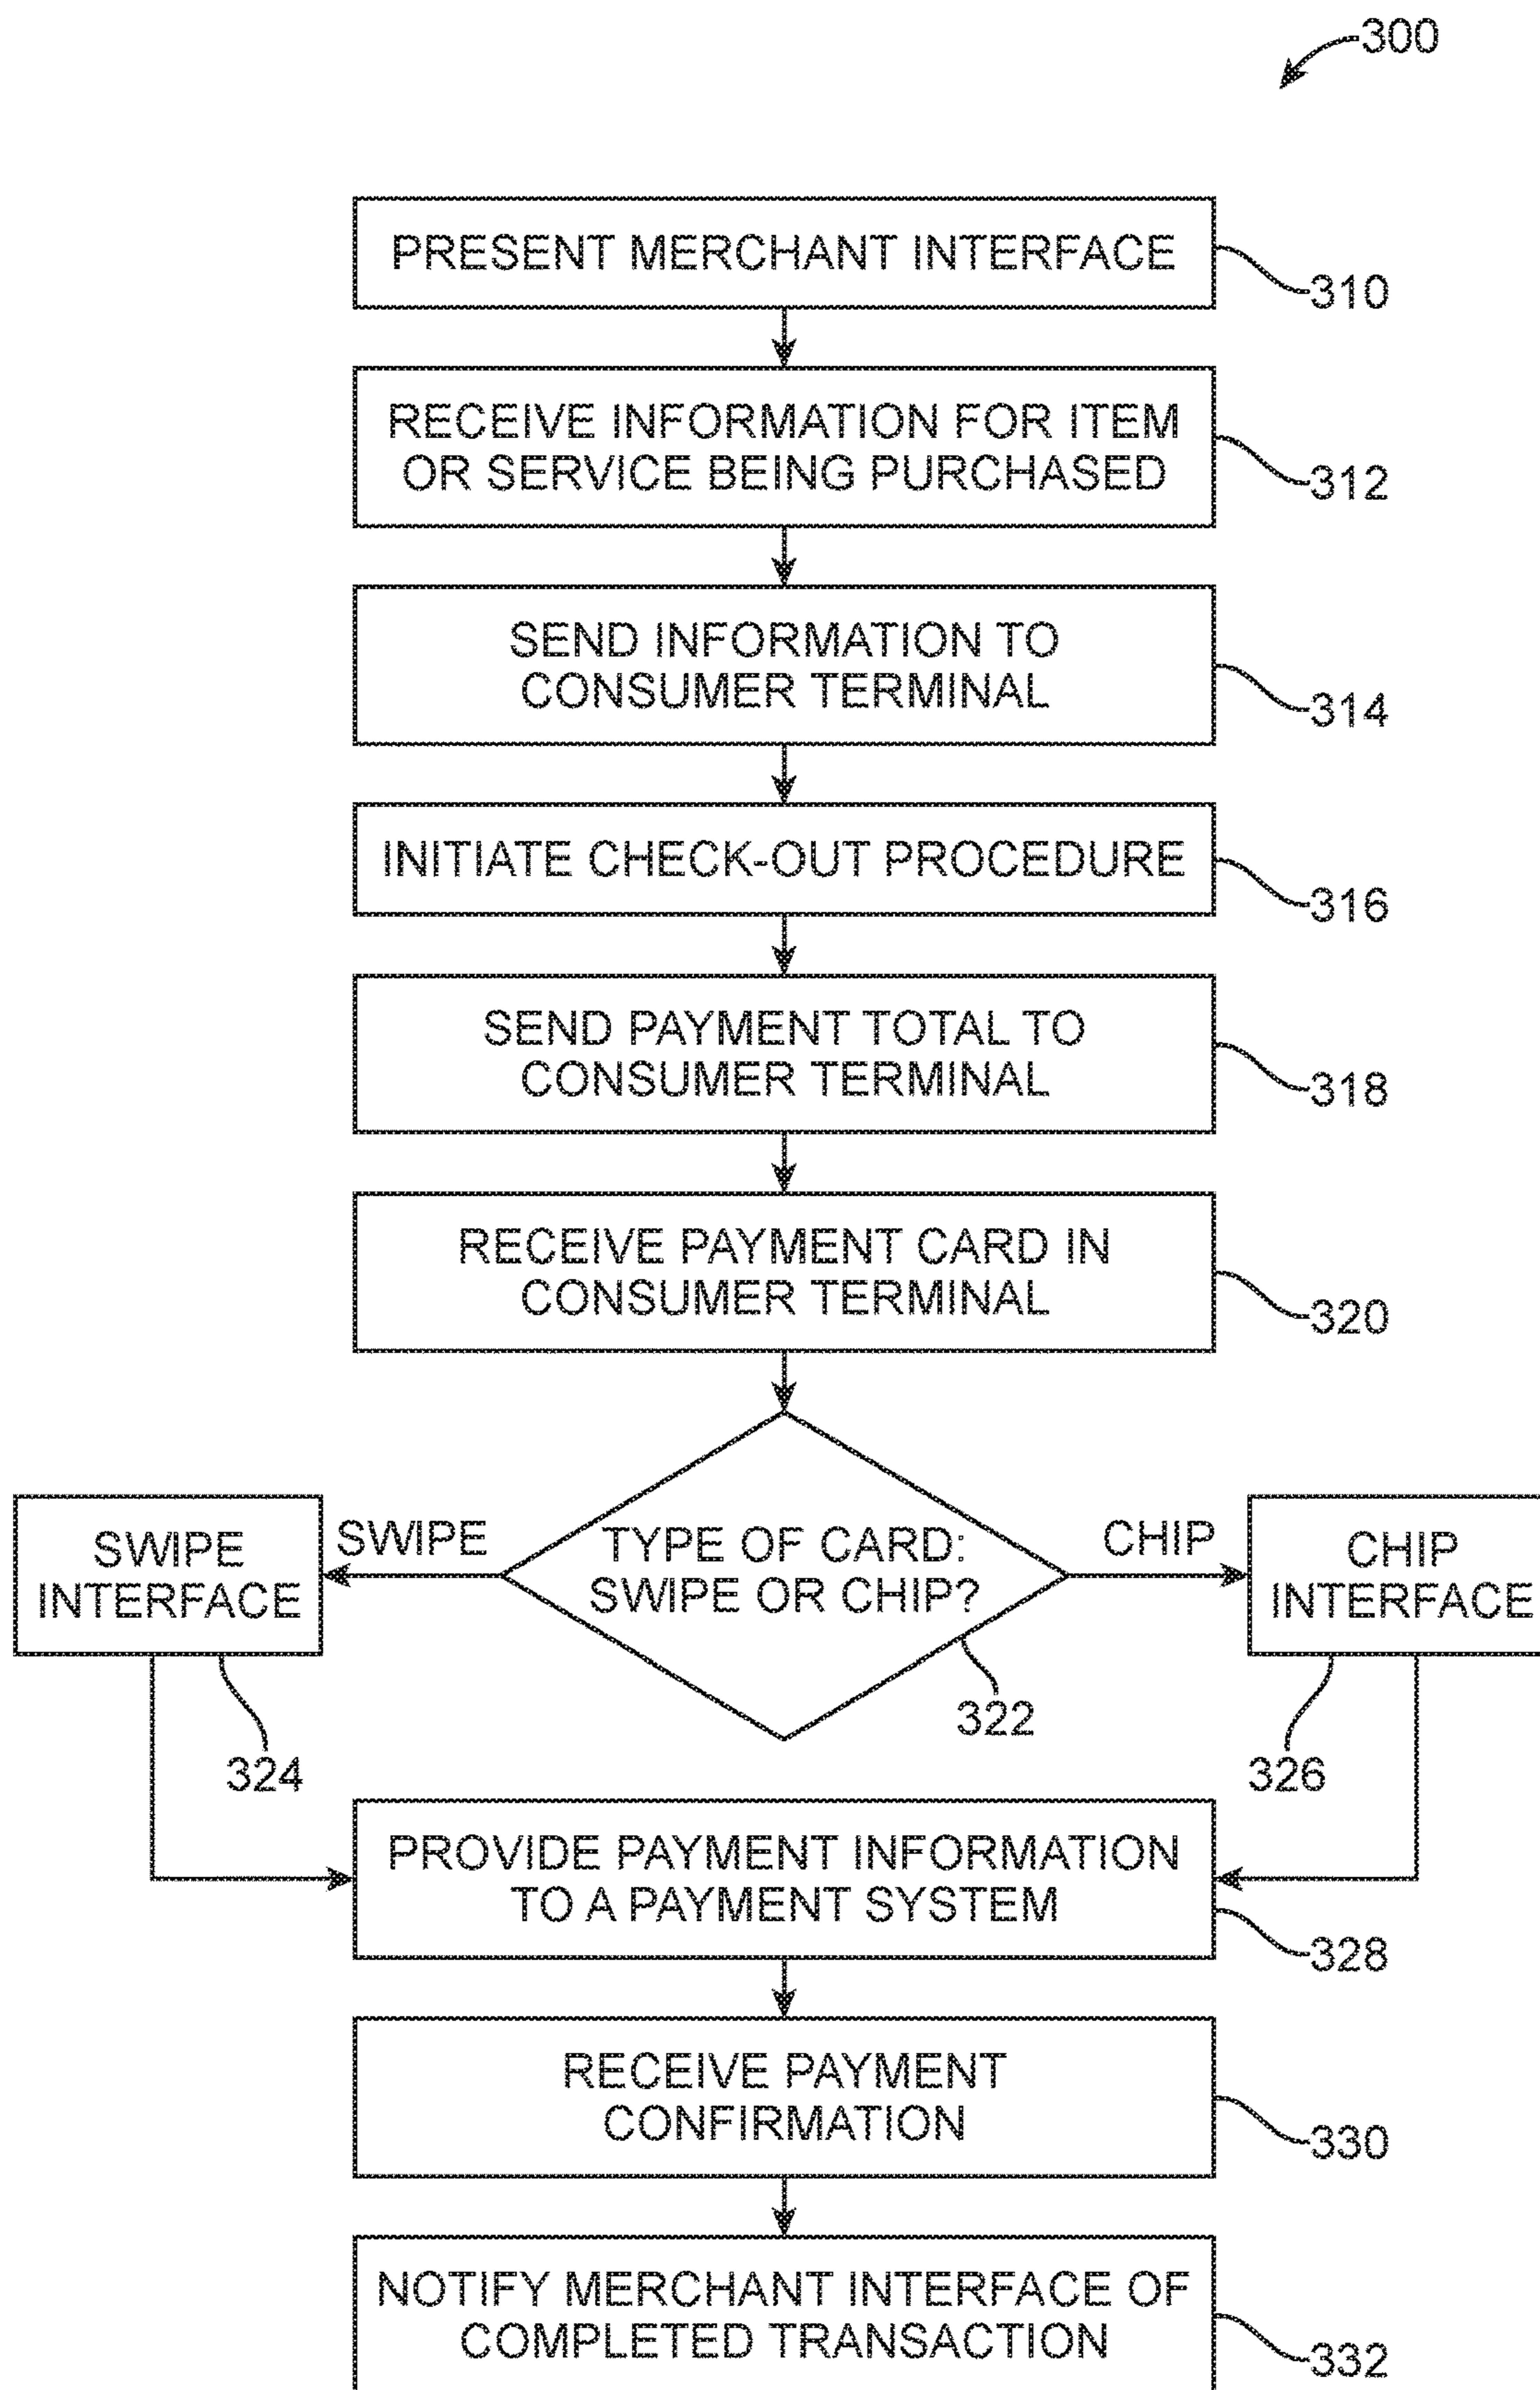 300
PRESENT MERCHANT INTERFACE
310
RECEIVE INFORMATION FOR ITEM
OR SERVICE BEING PURCHASED
312
SEND INFORMATION TO
CONSUMER TERMINAL
314
INITIATE CHECK-OUT PROCEDURE
316
SEND PAYMENT TOTAL TO
CONSUMER TERMINAL
318
RECEIVE PAYMENT CARD IN
CONSUMER TERMINAL
320
SWIPE
INTERFACE
324
SWIPE
TYPE OF CARD:
SWIPE OR CHIP?
322
CHIP
CHIP
INTERFACE
326
PROVIDE PAYMENT INFORMATION
TO A PAYMENT SYSTEM
328
RECEIVE PAYMENT
CONFIRMATION
330
NOTIFY MERCHANT INTERFACE OF
COMPLETED TRANSACTION
332